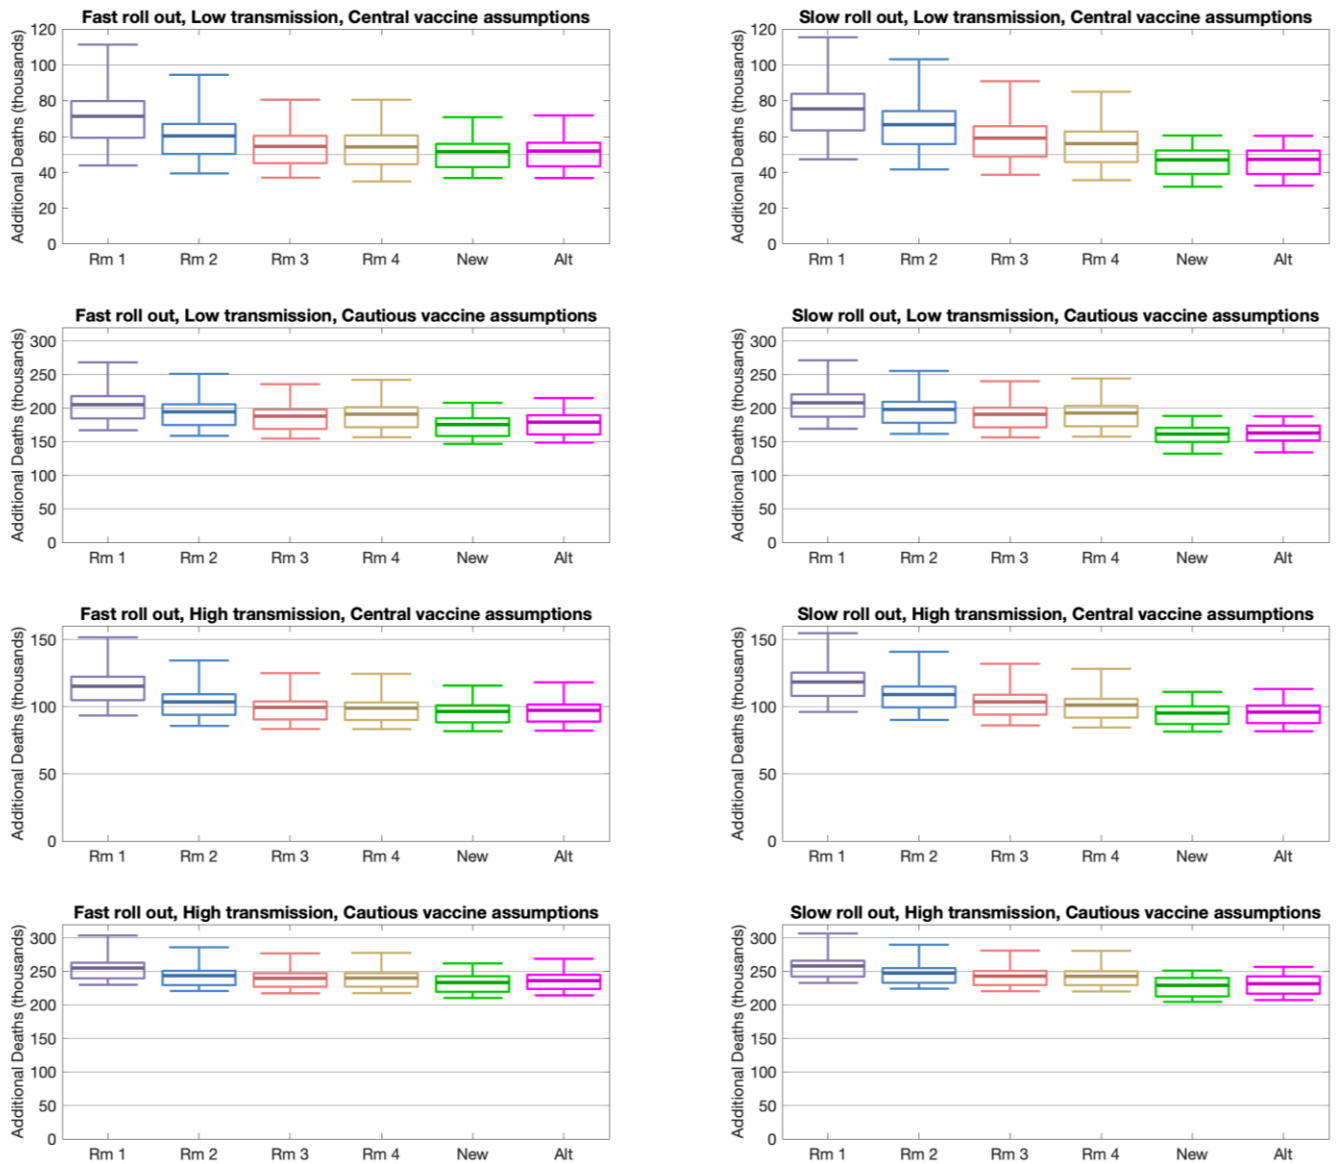 Fast roll out, Low transmission, Central vaccine assumptions
Additional Deaths (thousands)
120
100
80
60
40
20
0
Rm 1 Rm 2 Rm 3 Rm 4 New Alt
Slow roll out, Low transmission, Central vaccine assumptions
Additional Deaths (thousands)
120
100
80
60
40
20
0
Rm 1 Rm 2 Rm 3 Rm 4 New Alt
Fast roll out, Low transmission, Cautious vaccine assumptions
Additional Deaths (thousands)
300
250
200
150
100
50
0
Rm 1 Rm 2 Rm 3 Rm 4 New Alt
Slow roll out, Low transmission, Cautious vaccine assumptions
Additional Deaths (thousands)
300
250
200
150
100
50
0
Rm 1 Rm 2 Rm 3 Rm 4 New Alt
Fast roll out, High transmission, Central vaccine assumptions
Additional Deaths (thousands)
150
100
50
0
Rm 1 Rm 2 Rm 3 Rm 4 New Alt
Slow roll out, High transmission, Central vaccine assumptions
Additional Deaths (thousands)
150
100
50
0
Rm 1 Rm 2 Rm 3 Rm 4 New Alt
Fast roll out, High transmission, Cautious vaccine assumptions
Additional Deaths (thousands)
300
250
200
150
100
50
0
Rm 1 Rm 2 Rm 3 Rm 4 New Alt
Slow roll out, High transmission, Cautious vaccine assumptions
Additional Deaths (thousands)
300
250
200
150
100
50
0
Rm 1 Rm 2 Rm 3 Rm 4 New Alt